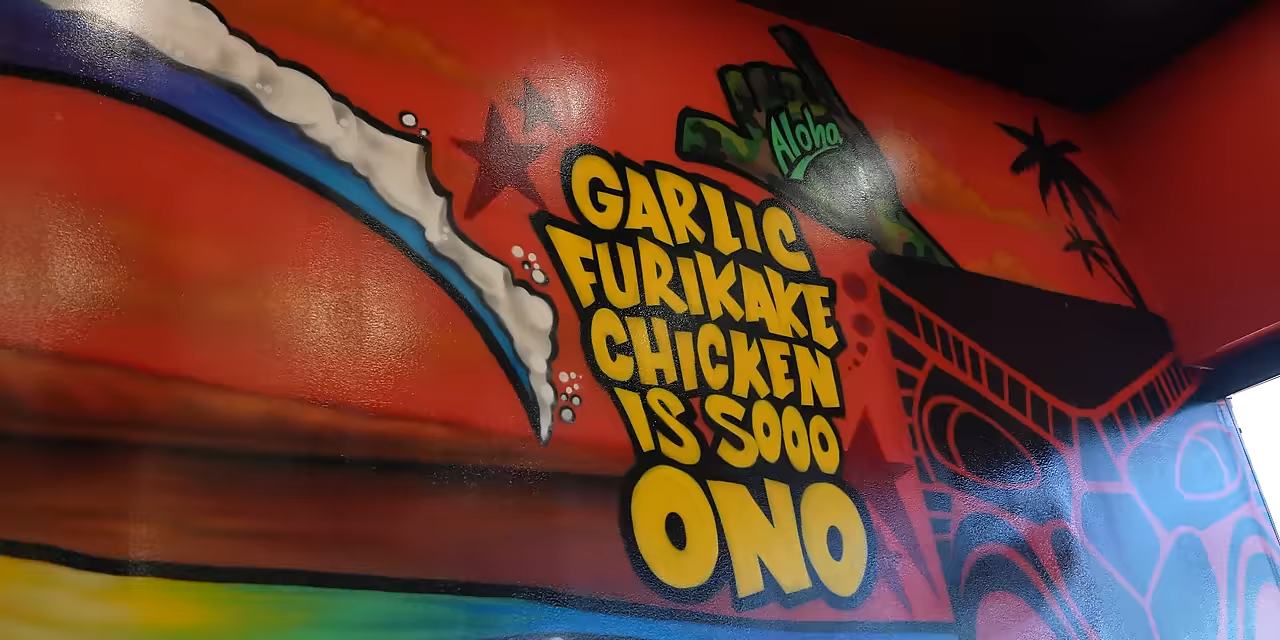 Aloha
GARLIC
FURIKAKE
CHICKEN
IS SOOO
ONO